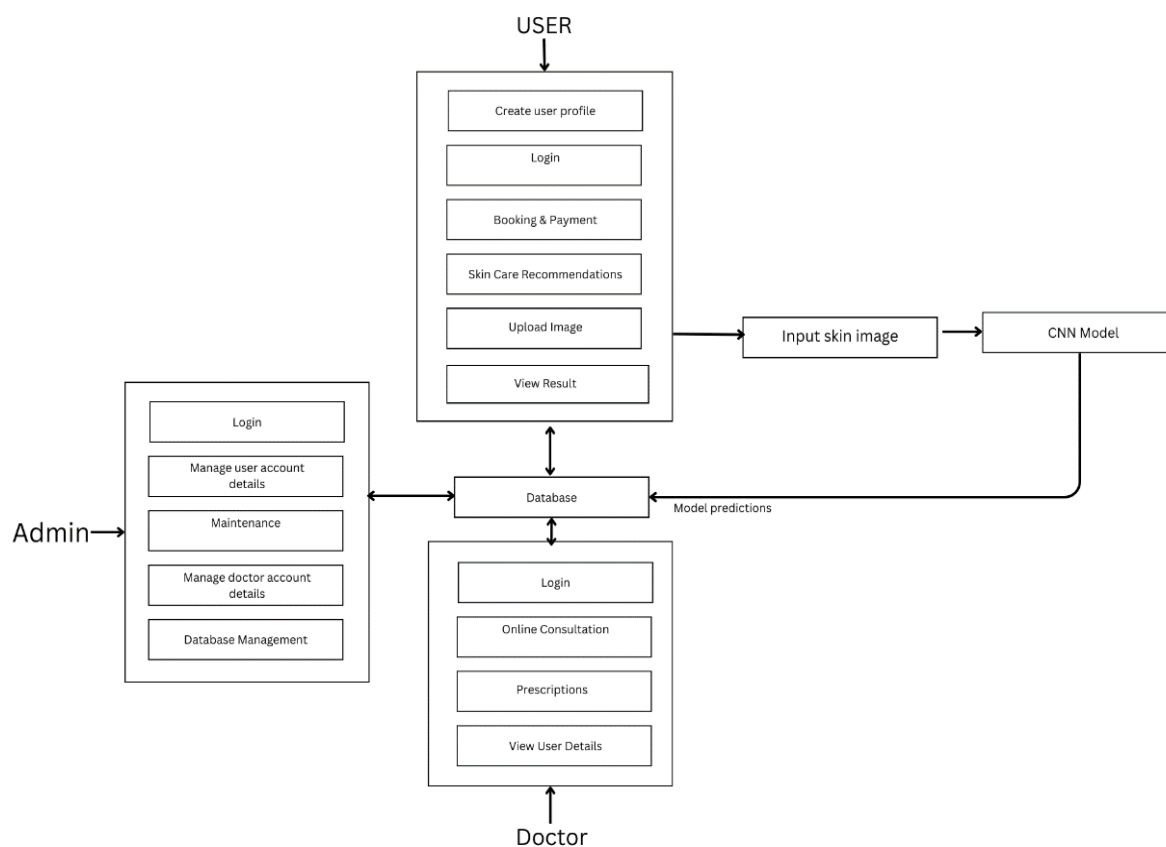 USER
Create user profile
Login
Booking & Payment
Skin Care Recommendations
Upload Image
View Result
Input skin image
CNN Model
Admin
Login
Manage user account
details
Maintenance
Manage doctor account
details
Database Management
Database
Model predictions
Login
Online Consultation
Prescriptions
View User Details
Doctor